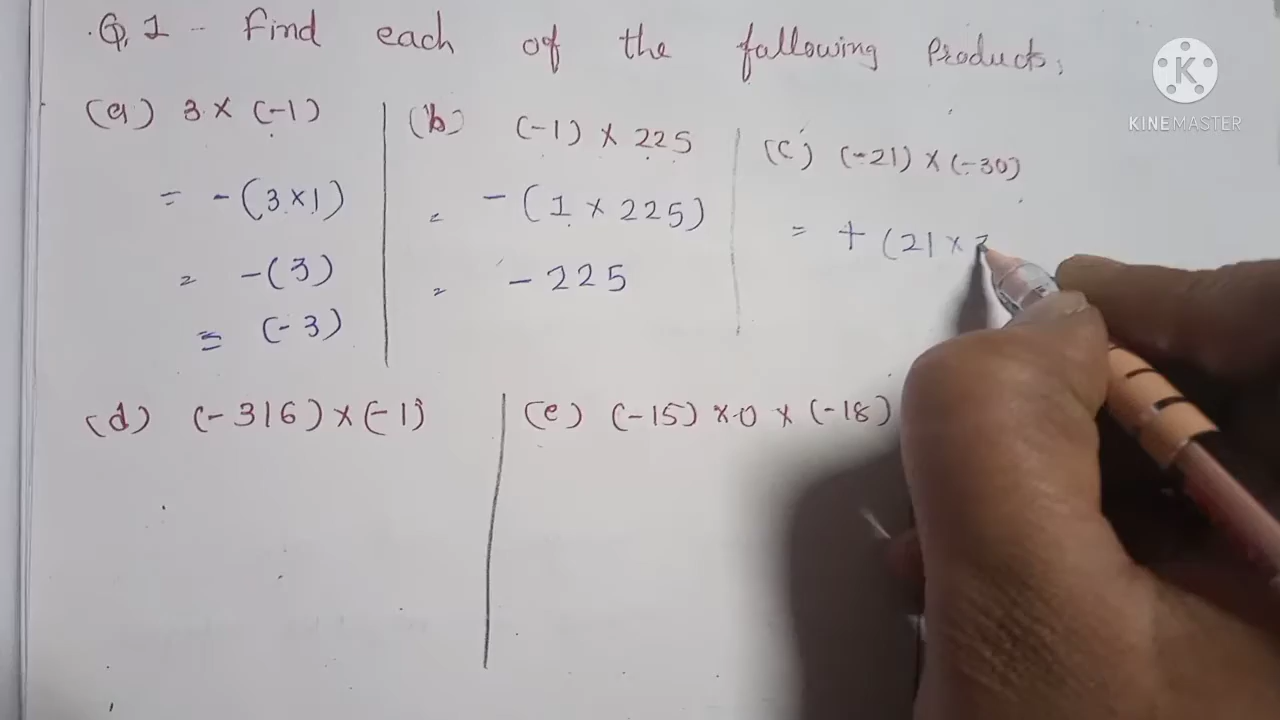 Q.1 - Find each of the following Products.
(a) 3 × (-1)
= -(3×1)
= -(3)
= (-3)
(b) (-1) × 225
= -(1 × 225)
= -225
(c) (-21) × (-30)
= + (21 × 3
(d) (-316) × (-1)
(e) (-15) × 0 × (-18)
KINEMASTER